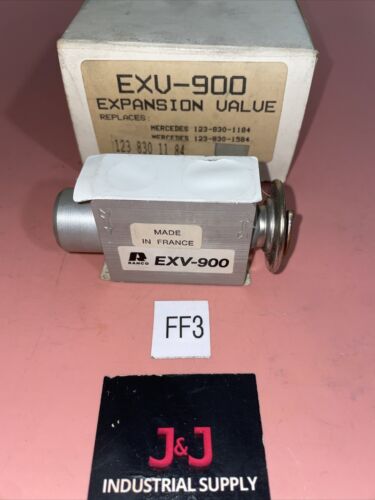 EXV-900
EXPANSION VALVE
REPLACES:
MERCEDES 123-830-1184
MERCEDES 123-830-1584
123 830 11 84
MADE
IN FRANCE
RANCO
EXV-900
FF3
J&J
INDUSTRIAL SUPPLY